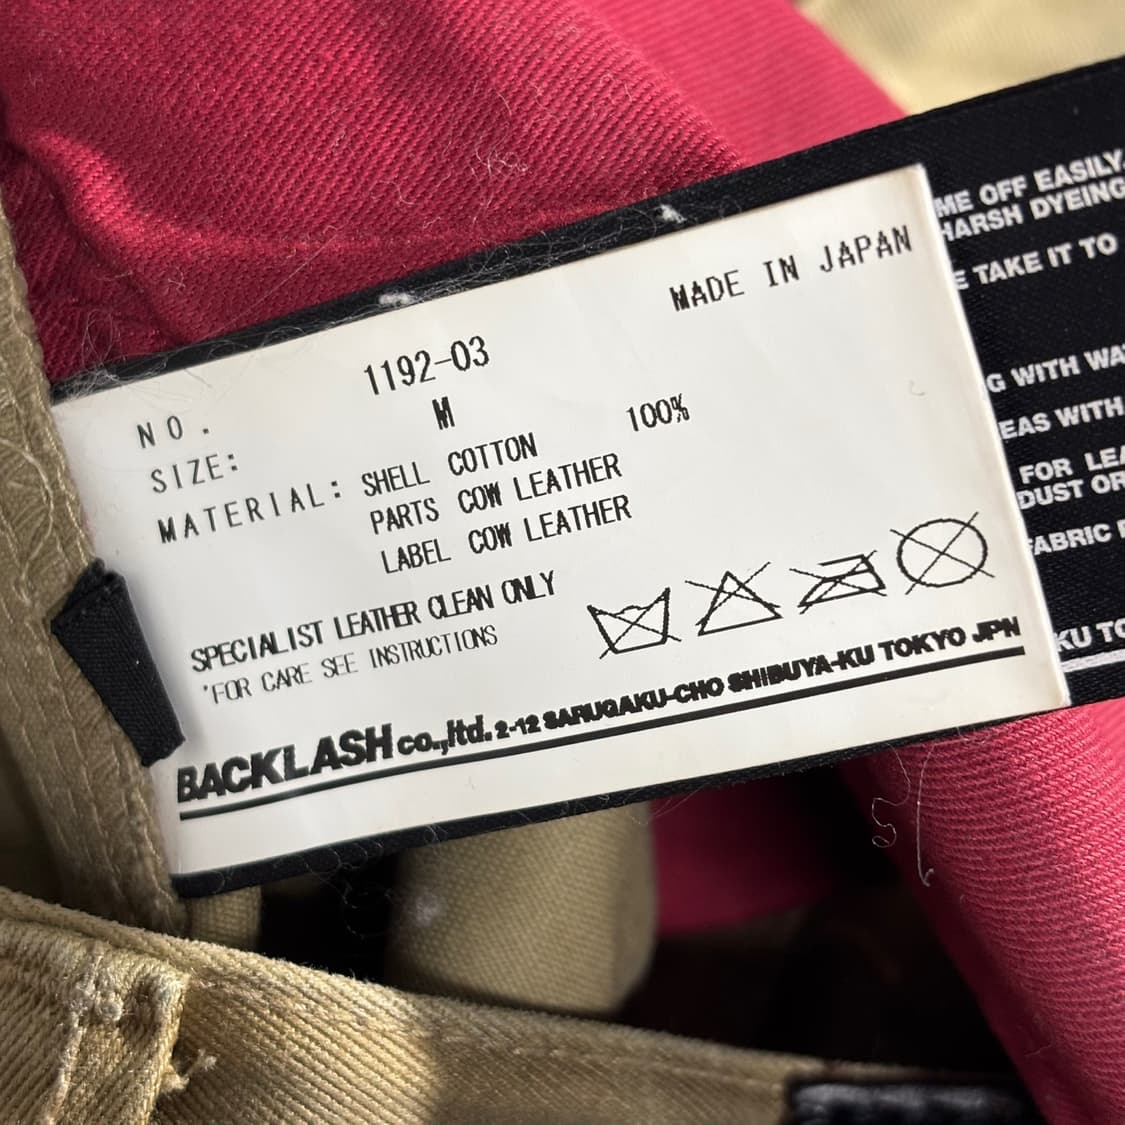 MADE IN JAPAN
NO. 1192-03
SIZE: M
MATERIAL: SHELL COTTON 100%
PARTS COW LEATHER
LABEL COW LEATHER
SPECIALIST LEATHER CLEAN ONLY
*FOR CARE SEE INSTRUCTIONS
BACKLASH co.,ltd. 2-12 SARUGAKU-CHO SHIBUYA-KU TOKYO JPN
ME OFF EASILY.
HARSH DYEING
TAKE IT TO
G WITH WA
EAS WITH
FOR LEA
DUST OR
FABRIC
KU TO